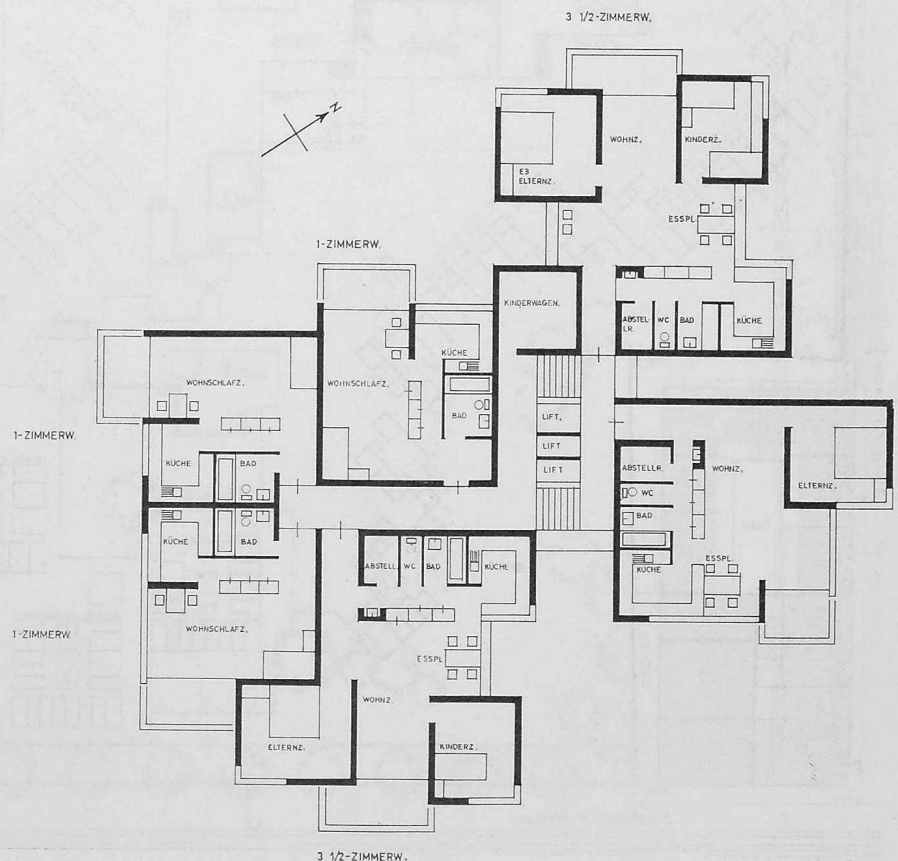 3 1/2-ZIMMERW.
N
WOHNZ.
KINDERZ.
E3
ELTERNZ.
ESSPL.
1-ZIMMERW.
KINDERWAGEN.
ABSTEL-
LR.
WC
BAD
KÜCHE
KÜCHE
WOHNSCHLAFZ.
WOHNSCHLAFZ.
BAD
LIFT.
LIFT
LIFT
1-ZIMMERW.
KÜCHE
BAD
ABSTELLR.
WOHNZ.
ELTERNZ.
WC
BAD
KÜCHE
BAD
ABSTELL.
WC
BAD
KÜCHE
ESSPL
KÜCHE
1-ZIMMERW
WOHNSCHLAFZ.
ESSPL
WOHNZ.
ELTERNZ.
KINDERZ.
3 1/2-ZIMMERW.